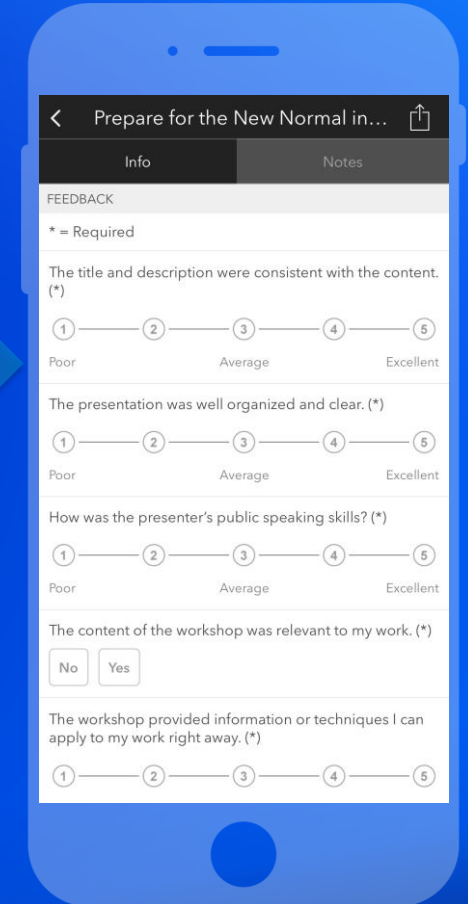 Prepare for the New Normal in...
Info Notes
FEEDBACK
* = Required
The title and description were consistent with the content.
(*)
1 2 3 4 5
Poor Average Excellent
The presentation was well organized and clear. (*)
1 2 3 4 5
Poor Average Excellent
How was the presenter's public speaking skills? (*)
1 2 3 4 5
Poor Average Excellent
The content of the workshop was relevant to my work. (*)
No Yes
The workshop provided information or techniques I can
apply to my work right away. (*)
1 2 3 4 5